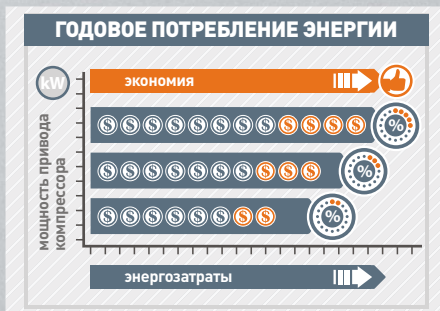 ГОДОВОЕ ПОТРЕБЛЕНИЕ ЭНЕРГИИ
kW
экономия
$ $ $ $ $ $ $ $ $ $ $ $ %
$ $ $ $ $ $ $ $ $ $ %
$ $ $ $ $ $ $ $ %
мощность привода
компрессора
энергозатраты